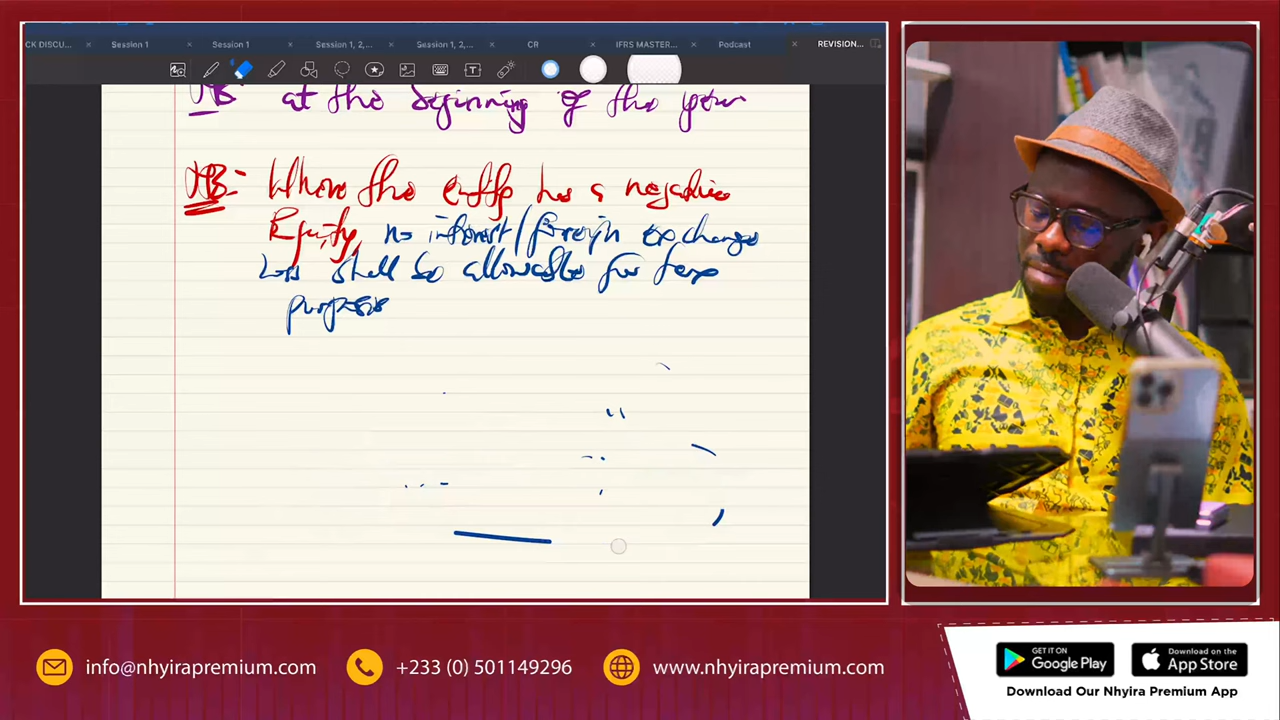 CK DISCU... Session 1 Session 1 Session 1, 2,... Session 1, 2,... CR IFRS MASTER... Podcast REVISION...
NB:- at the beginning of the year
NB:- Where the entity has a negative
Equity, no interest/foreign exchange
loss shall be allowable for tax
purposes
info@nhyirapremium.com
+233 (0) 501149296
www.nhyirapremium.com
GET IT ON
Google Play
Download on the
App Store
Download Our Nhyira Premium App